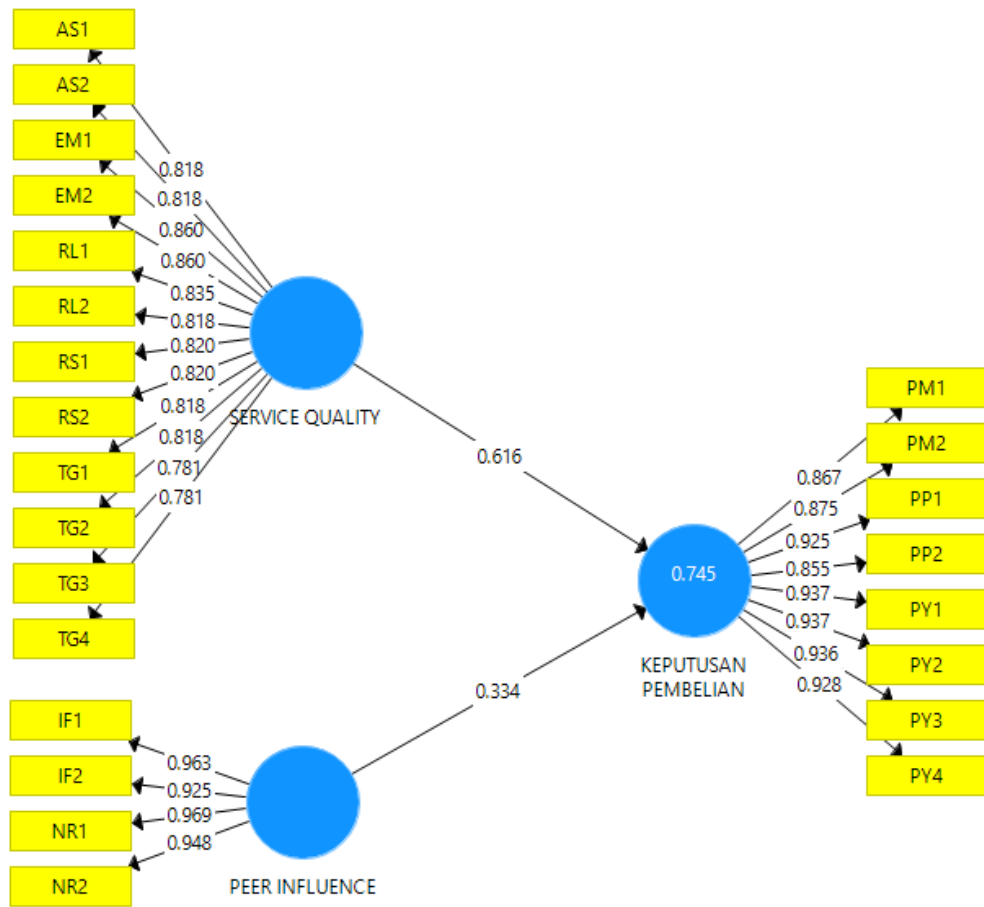 AS1
AS2
EM1
EM2
RL1
RL2
RS1
RS2
TG1
TG2
TG3
TG4
0.818
0.818
0.860
0.860
0.835
0.818
0.820
0.820
0.818
0.818
0.781
0.781
SERVICE QUALITY
0.616
IF1
IF2
NR1
NR2
0.963
0.925
0.969
0.948
PEER INFLUENCE
0.334
0.745
KEPUTUSAN
PEMBELIAN
0.867
0.875
0.925
0.855
0.937
0.937
0.936
0.928
PM1
PM2
PP1
PP2
PY1
PY2
PY3
PY4